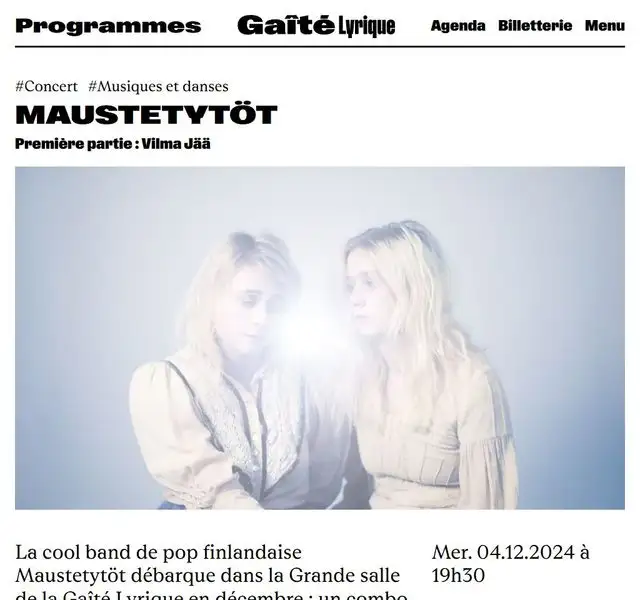 Programmes Gaîté Lyrique Agenda Billetterie Menu
#Concert #Musiques et danses
MAUSTETYTÖT
Première partie : Vilma Jää
La cool band de pop finlandaise
Maustetytöt débarque dans la Grande salle
de la Gaîté Lyrique en décembre : un combo
Mer. 04.12.2024 à
19h30